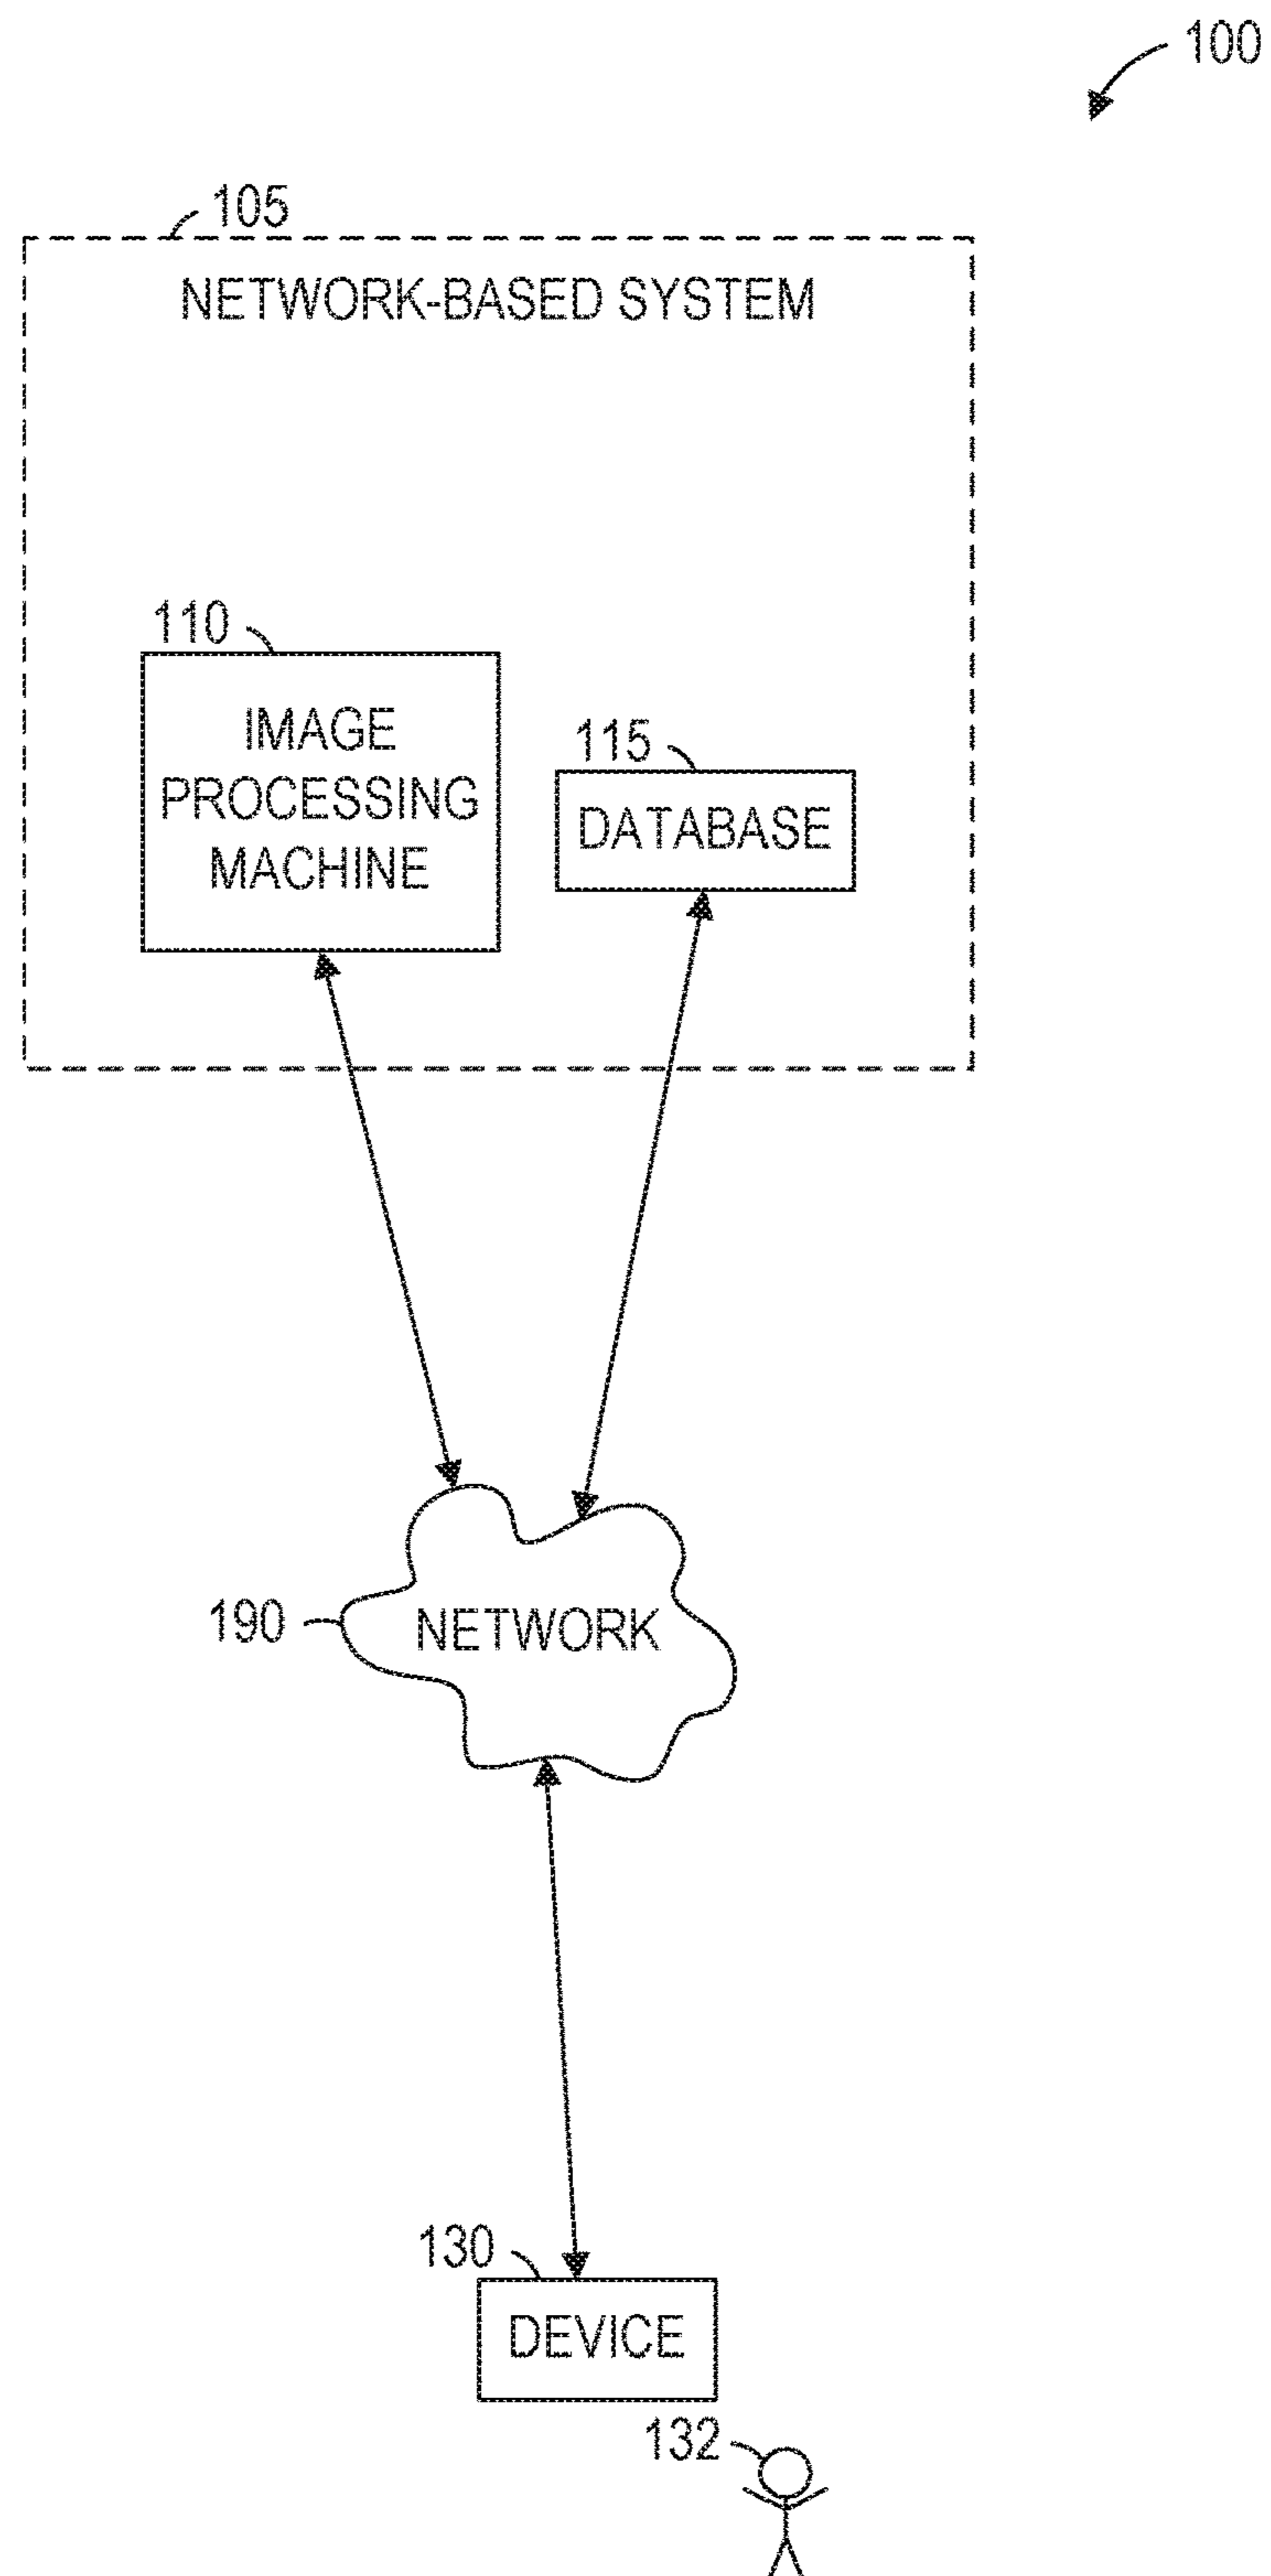 100
105
NETWORK-BASED SYSTEM
110
IMAGE
PROCESSING
MACHINE
115
DATABASE
190
NETWORK
130
DEVICE
132